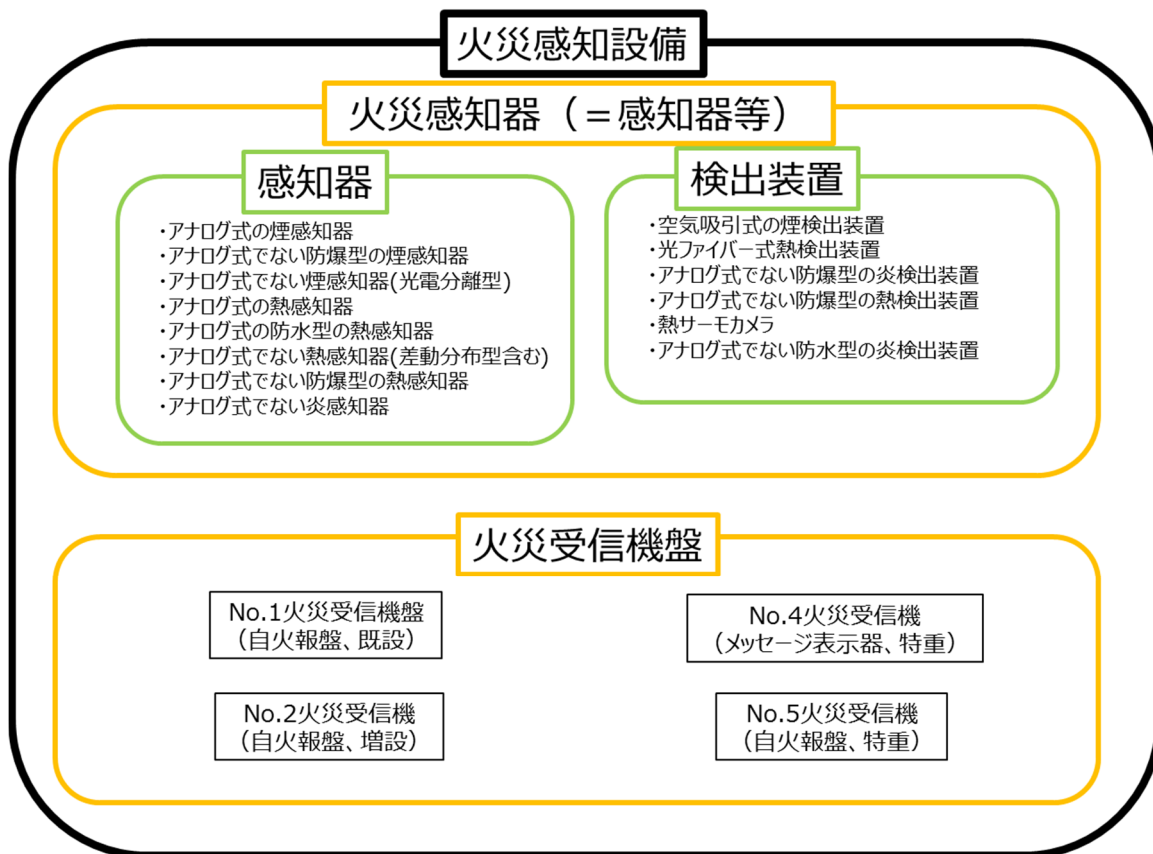 火災感知設備
火災感知器（＝感知器等）
感知器
・アナログ式の煙感知器
・アナログ式でない防爆型の煙感知器
・アナログ式でない煙感知器(光電分離型)
・アナログ式の熱感知器
・アナログ式の防水型の熱感知器
・アナログ式でない熱感知器(差動分布型含む)
・アナログ式でない防爆型の熱感知器
・アナログ式でない炎感知器
検出装置
・空気吸引式の煙検出装置
・光ファイバー式熱検出装置
・アナログ式でない防爆型の炎検出装置
・アナログ式でない防爆型の熱検出装置
・熱サーモカメラ
・アナログ式でない防水型の炎検出装置
火災受信機盤
No.1火災受信機盤
（自火報盤、既設）
No.4火災受信機
（メッセージ表示器、特重）
No.2火災受信機
（自火報盤、増設）
No.5火災受信機
（自火報盤、特重）